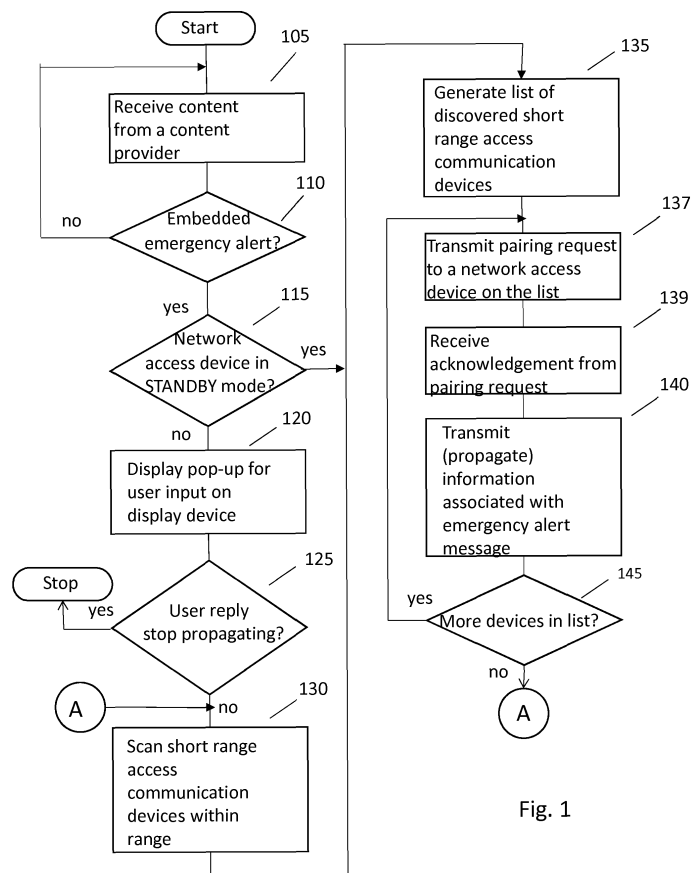 Start
105
Receive content
from a content
provider
110
Embedded
emergency alert?
no
yes
115
Network
access device in
STANDBY mode?
yes
no
120
Display pop-up for
user input on
display device
125
Stop
yes
User reply
stop propagating?
A
no
130
Scan short range
access
communication
devices within
range
135
Generate list of
discovered short
range access
communication
devices
137
Transmit pairing request
to a network access
device on the list
139
Receive
acknowledgement from
pairing request
140
Transmit
(propagate)
information
associated with
emergency alert
message
145
yes
More devices in list?
no
A
Fig. 1